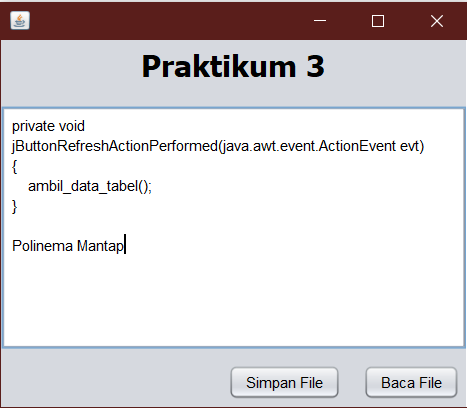 Praktikum 3
private void
jButtonRefreshActionPerformed(java.awt.event.ActionEvent evt)
{
    ambil_data_tabel();
}
Polinema Mantap
Simpan File
Baca File